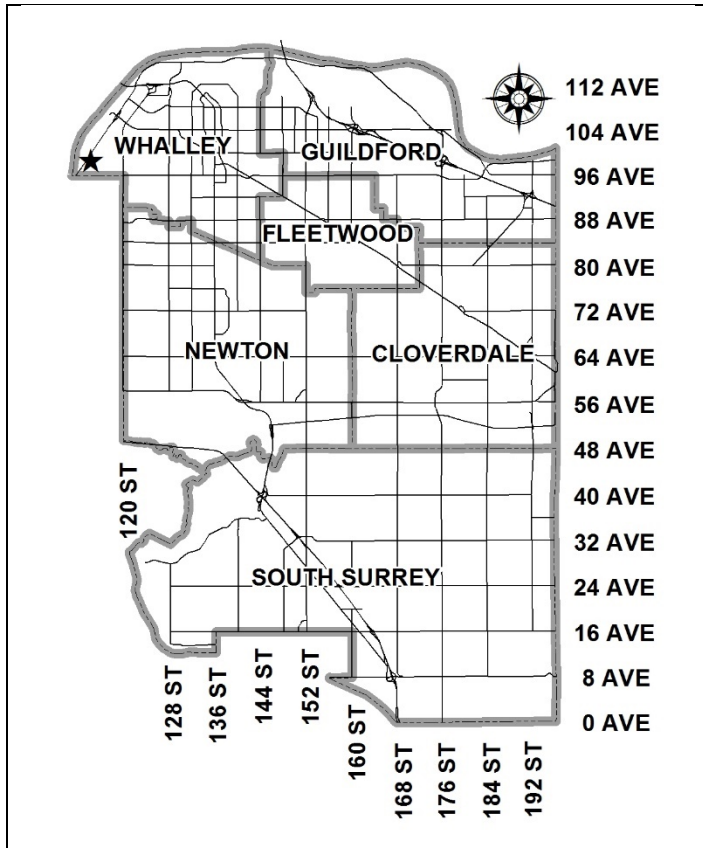 112 AVE
104 AVE
WHALLEY
GUILDFORD
96 AVE
88 AVE
FLEETWOOD
80 AVE
72 AVE
NEWTON
CLOVERDALE
64 AVE
56 AVE
48 AVE
120 ST
40 AVE
32 AVE
SOUTH SURREY
24 AVE
16 AVE
8 AVE
0 AVE
128 ST
136 ST
144 ST
152 ST
160 ST
168 ST
176 ST
184 ST
192 ST